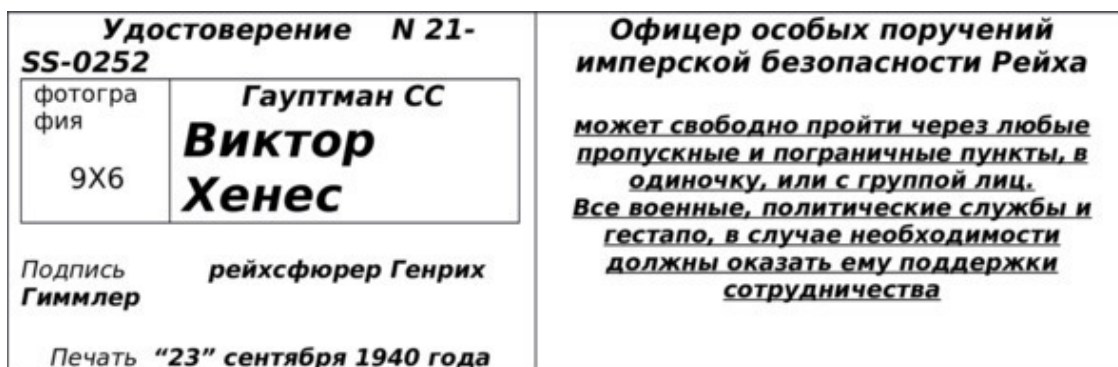 Удостоверение N 21-
SS-0252
фотогра
фия
9X6
Гауптман СС
Виктор
Хенес
Подпись рейхсфюрер Генрих
Гиммлер
Печать “23” сентября 1940 года
Офицер особых поручений
имперской безопасности Рейха
может свободно пройти через любые
пропускные и пограничные пункты, в
одиночку, или с группой лиц.
Все военные, политические службы и
гестапо, в случае необходимости
должны оказать ему поддержки
сотрудничества